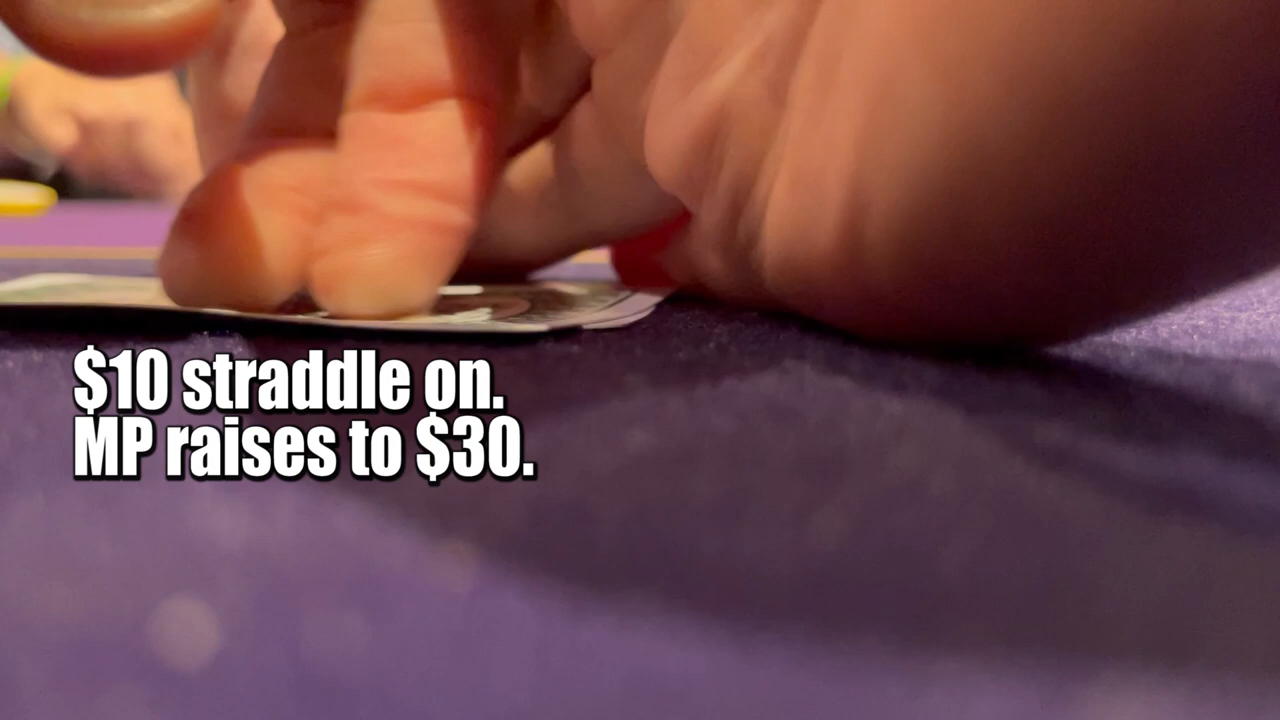 $10 straddle on.
MP raises to $30.